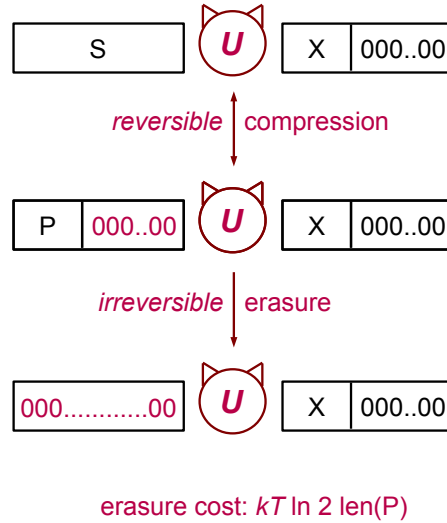 S U X 000..00
reversible compression
P 000..00 U X 000..00
irreversible erasure
000............00 U X 000..00
erasure cost: kT ln 2 len(P)